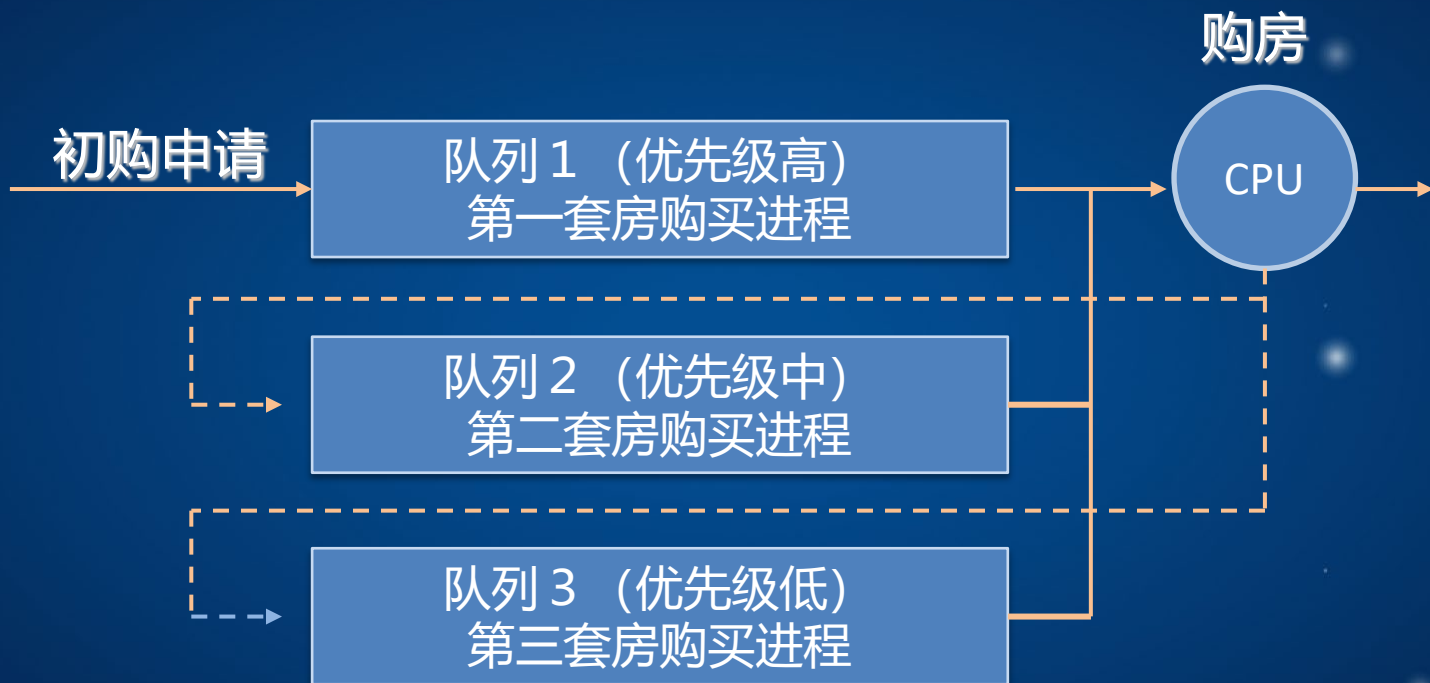 购房
初购申请
队列 1 （优先级高）
第一套房购买进程
CPU
队列 2 （优先级中）
第二套房购买进程
队列 3 （优先级低）
第三套房购买进程